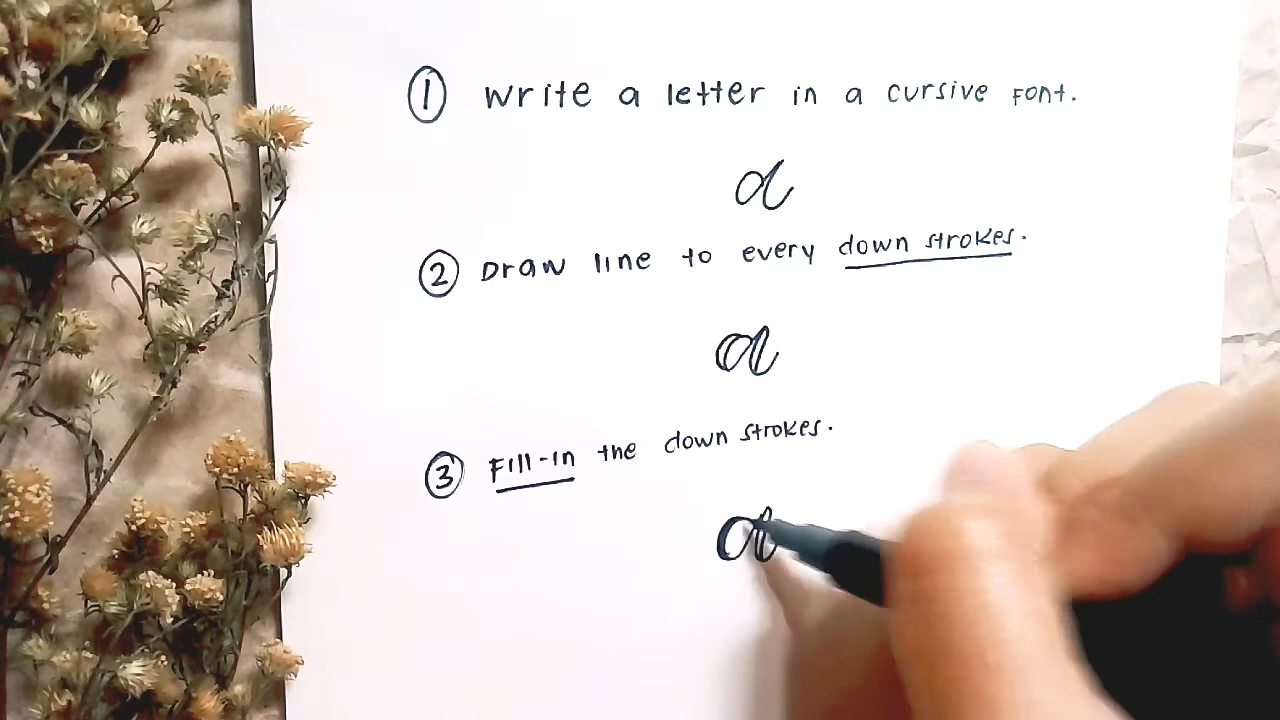 ① write a letter in a cursive font.
a
② Draw line to every down strokes.
a
③ Fill-in the down strokes.
a